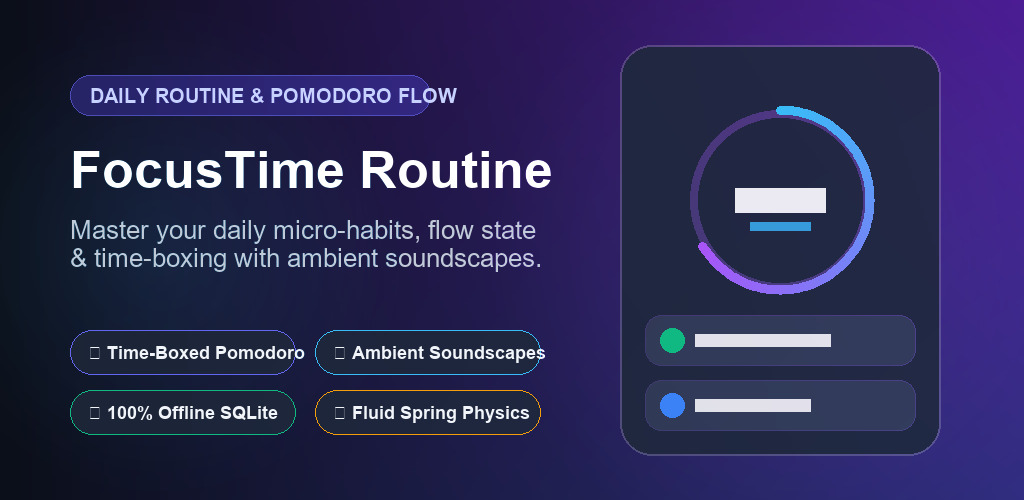 DAILY ROUTINE & POMODORO FLOW
FocusTime Routine
Master your daily micro-habits, flow state
& time-boxing with ambient soundscapes.
Time-Boxed Pomodoro
Ambient Soundscapes
100% Offline SQLite
Fluid Spring Physics